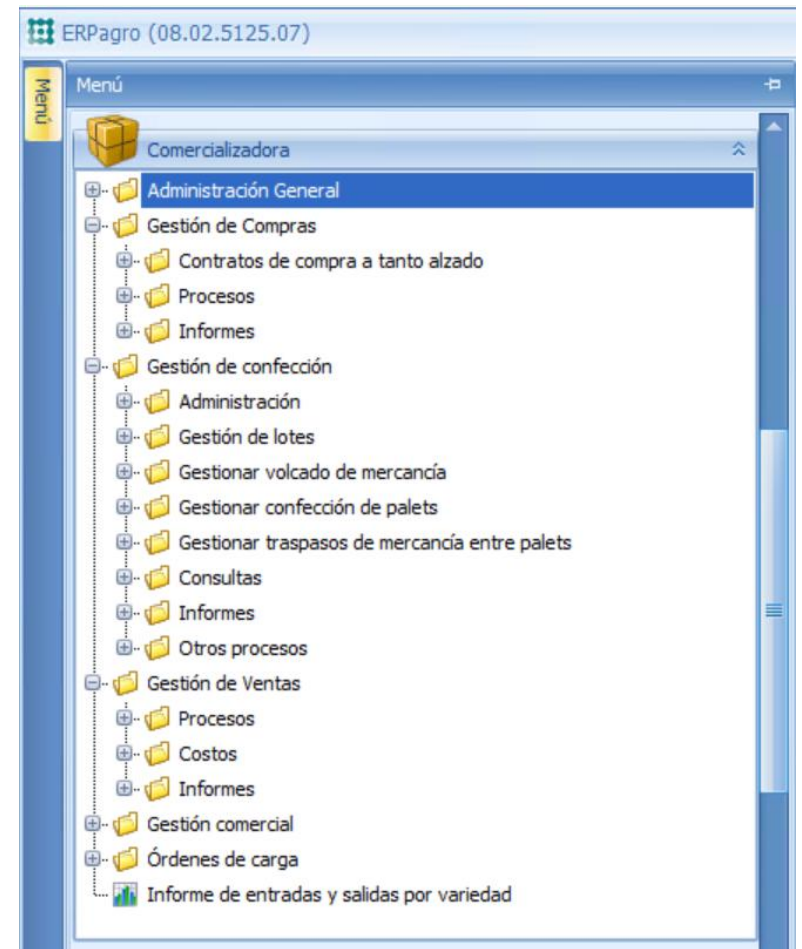 ERPagro (08.02.5125.07)
Menú
Menú
Comercializadora
Administración General
Gestión de Compras
Contratos de compra a tanto alzado
Procesos
Informes
Gestión de confección
Administración
Gestión de lotes
Gestionar volcado de mercancía
Gestionar confección de palets
Gestionar traspasos de mercancía entre palets
Consultas
Informes
Otros procesos
Gestión de Ventas
Procesos
Costos
Informes
Gestión comercial
Órdenes de carga
Informe de entradas y salidas por variedad